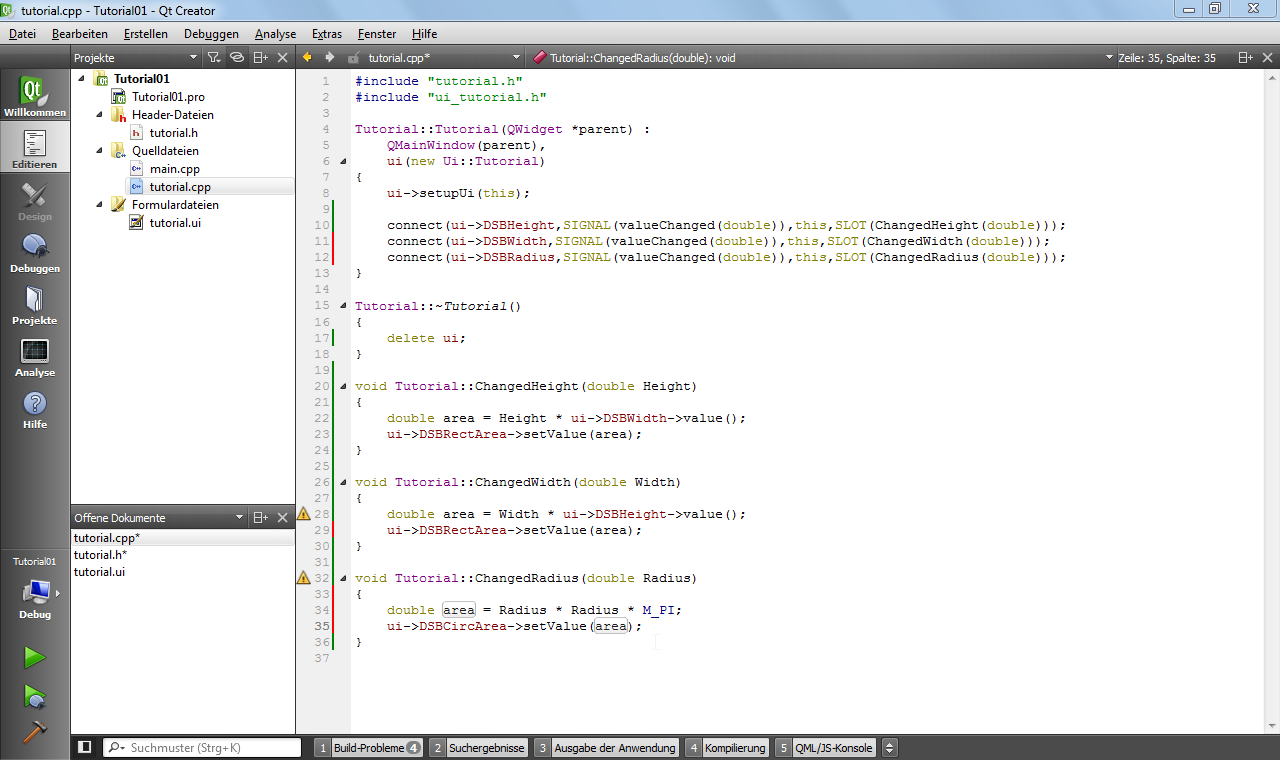 tutorial.cpp - Tutorial01 - Qt Creator
Datei Bearbeiten Erstellen Debuggen Analyse Extras Fenster Hilfe
Projekte
tutorial.cpp*
Tutorial::ChangedRadius(double): void
Zeile: 35, Spalte: 35
Willkommen
Editieren
Design
Debuggen
Projekte
Analyse
Hilfe
Tutorial01
Debug
Tutorial01
Tutorial01.pro
Header-Dateien
tutorial.h
Quelldateien
main.cpp
tutorial.cpp
Formulardateien
tutorial.ui
Offene Dokumente
tutorial.cpp*
tutorial.h*
tutorial.ui
1 #include "tutorial.h"
2 #include "ui_tutorial.h"
3
4 Tutorial::Tutorial(QWidget *parent) :
5     QMainWindow(parent),
6     ui(new Ui::Tutorial)
7 {
8     ui->setupUi(this);
9
10     connect(ui->DSBHeight,SIGNAL(valueChanged(double)),this,SLOT(ChangedHeight(double)));
11     connect(ui->DSBWidth,SIGNAL(valueChanged(double)),this,SLOT(ChangedWidth(double)));
12     connect(ui->DSBRadius,SIGNAL(valueChanged(double)),this,SLOT(ChangedRadius(double)));
13 }
14
15 Tutorial::~Tutorial()
16 {
17     delete ui;
18 }
19
20 void Tutorial::ChangedHeight(double Height)
21 {
22     double area = Height * ui->DSBWidth->value();
23     ui->DSBRectArea->setValue(area);
24 }
25
26 void Tutorial::ChangedWidth(double Width)
27 {
28     double area = Width * ui->DSBHeight->value();
29     ui->DSBRectArea->setValue(area);
30 }
31
32 void Tutorial::ChangedRadius(double Radius)
33 {
34     double area = Radius * Radius * M_PI;
35     ui->DSBCircArea->setValue(area);
36 }
37
Suchmuster (Strg+K)
1 Build-Probleme 4
2 Suchergebnisse
3 Ausgabe der Anwendung
4 Kompilierung
5 QML/JS-Konsole